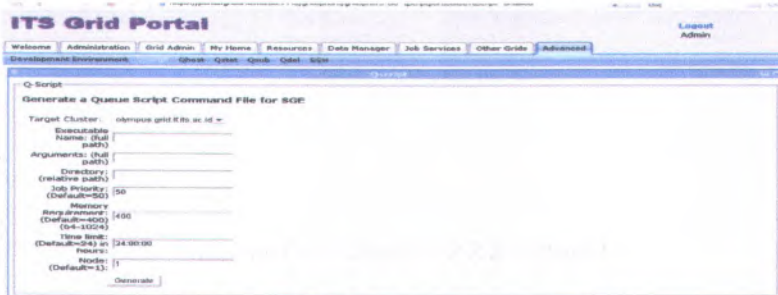 ITS Grid Portal
Logout
Admin
Welcome Administration Grid Admin My Home Resources Data Manager Job Services Other Grids Advanced
Development Environment Qhost Qstat Qsub Qdel
Q-Script
Generate a Queue Script Command File for SGE
Target Cluster: olympus.grid.if.its.ac.id
Executable
Name: (full
path)
Arguments: (full
path)
Directory:
(relative path)
Job Priority:
(Default=50) 50
Memory
Requirement:
(Default=400) 400
(64-1024)
Time limit:
(Default=24) in 24:00:00
hours:
Node:
(Default=1): 1
Generate